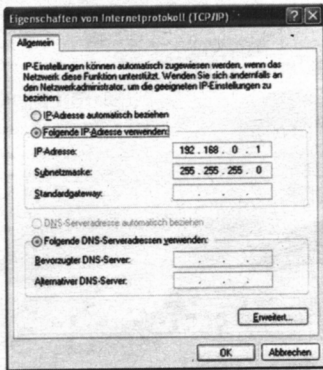 Eigenschaften von Internetprotokoll (TCP/IP)
Allgemein
IP-Einstellungen können automatisch zugewiesen werden, wenn das
Netzwerk diese Funktion unterstützt. Wenden Sie sich andernfalls an
den Netzwerkadministrator, um die geeigneten IP-Einstellungen zu
beziehen.
IP-Adresse automatisch beziehen
Folgende IP-Adresse verwenden:
IP-Adresse: 192 . 168 . 0 . 1
Subnetzmaske: 255 . 255 . 255 . 0
Standardgateway: . . .
DNS-Serveradresse automatisch beziehen
Folgende DNS-Serveradressen verwenden:
Bevorzugter DNS-Server: . . .
Alternativer DNS-Server: . . .
Erweitert...
OK Abbrechen